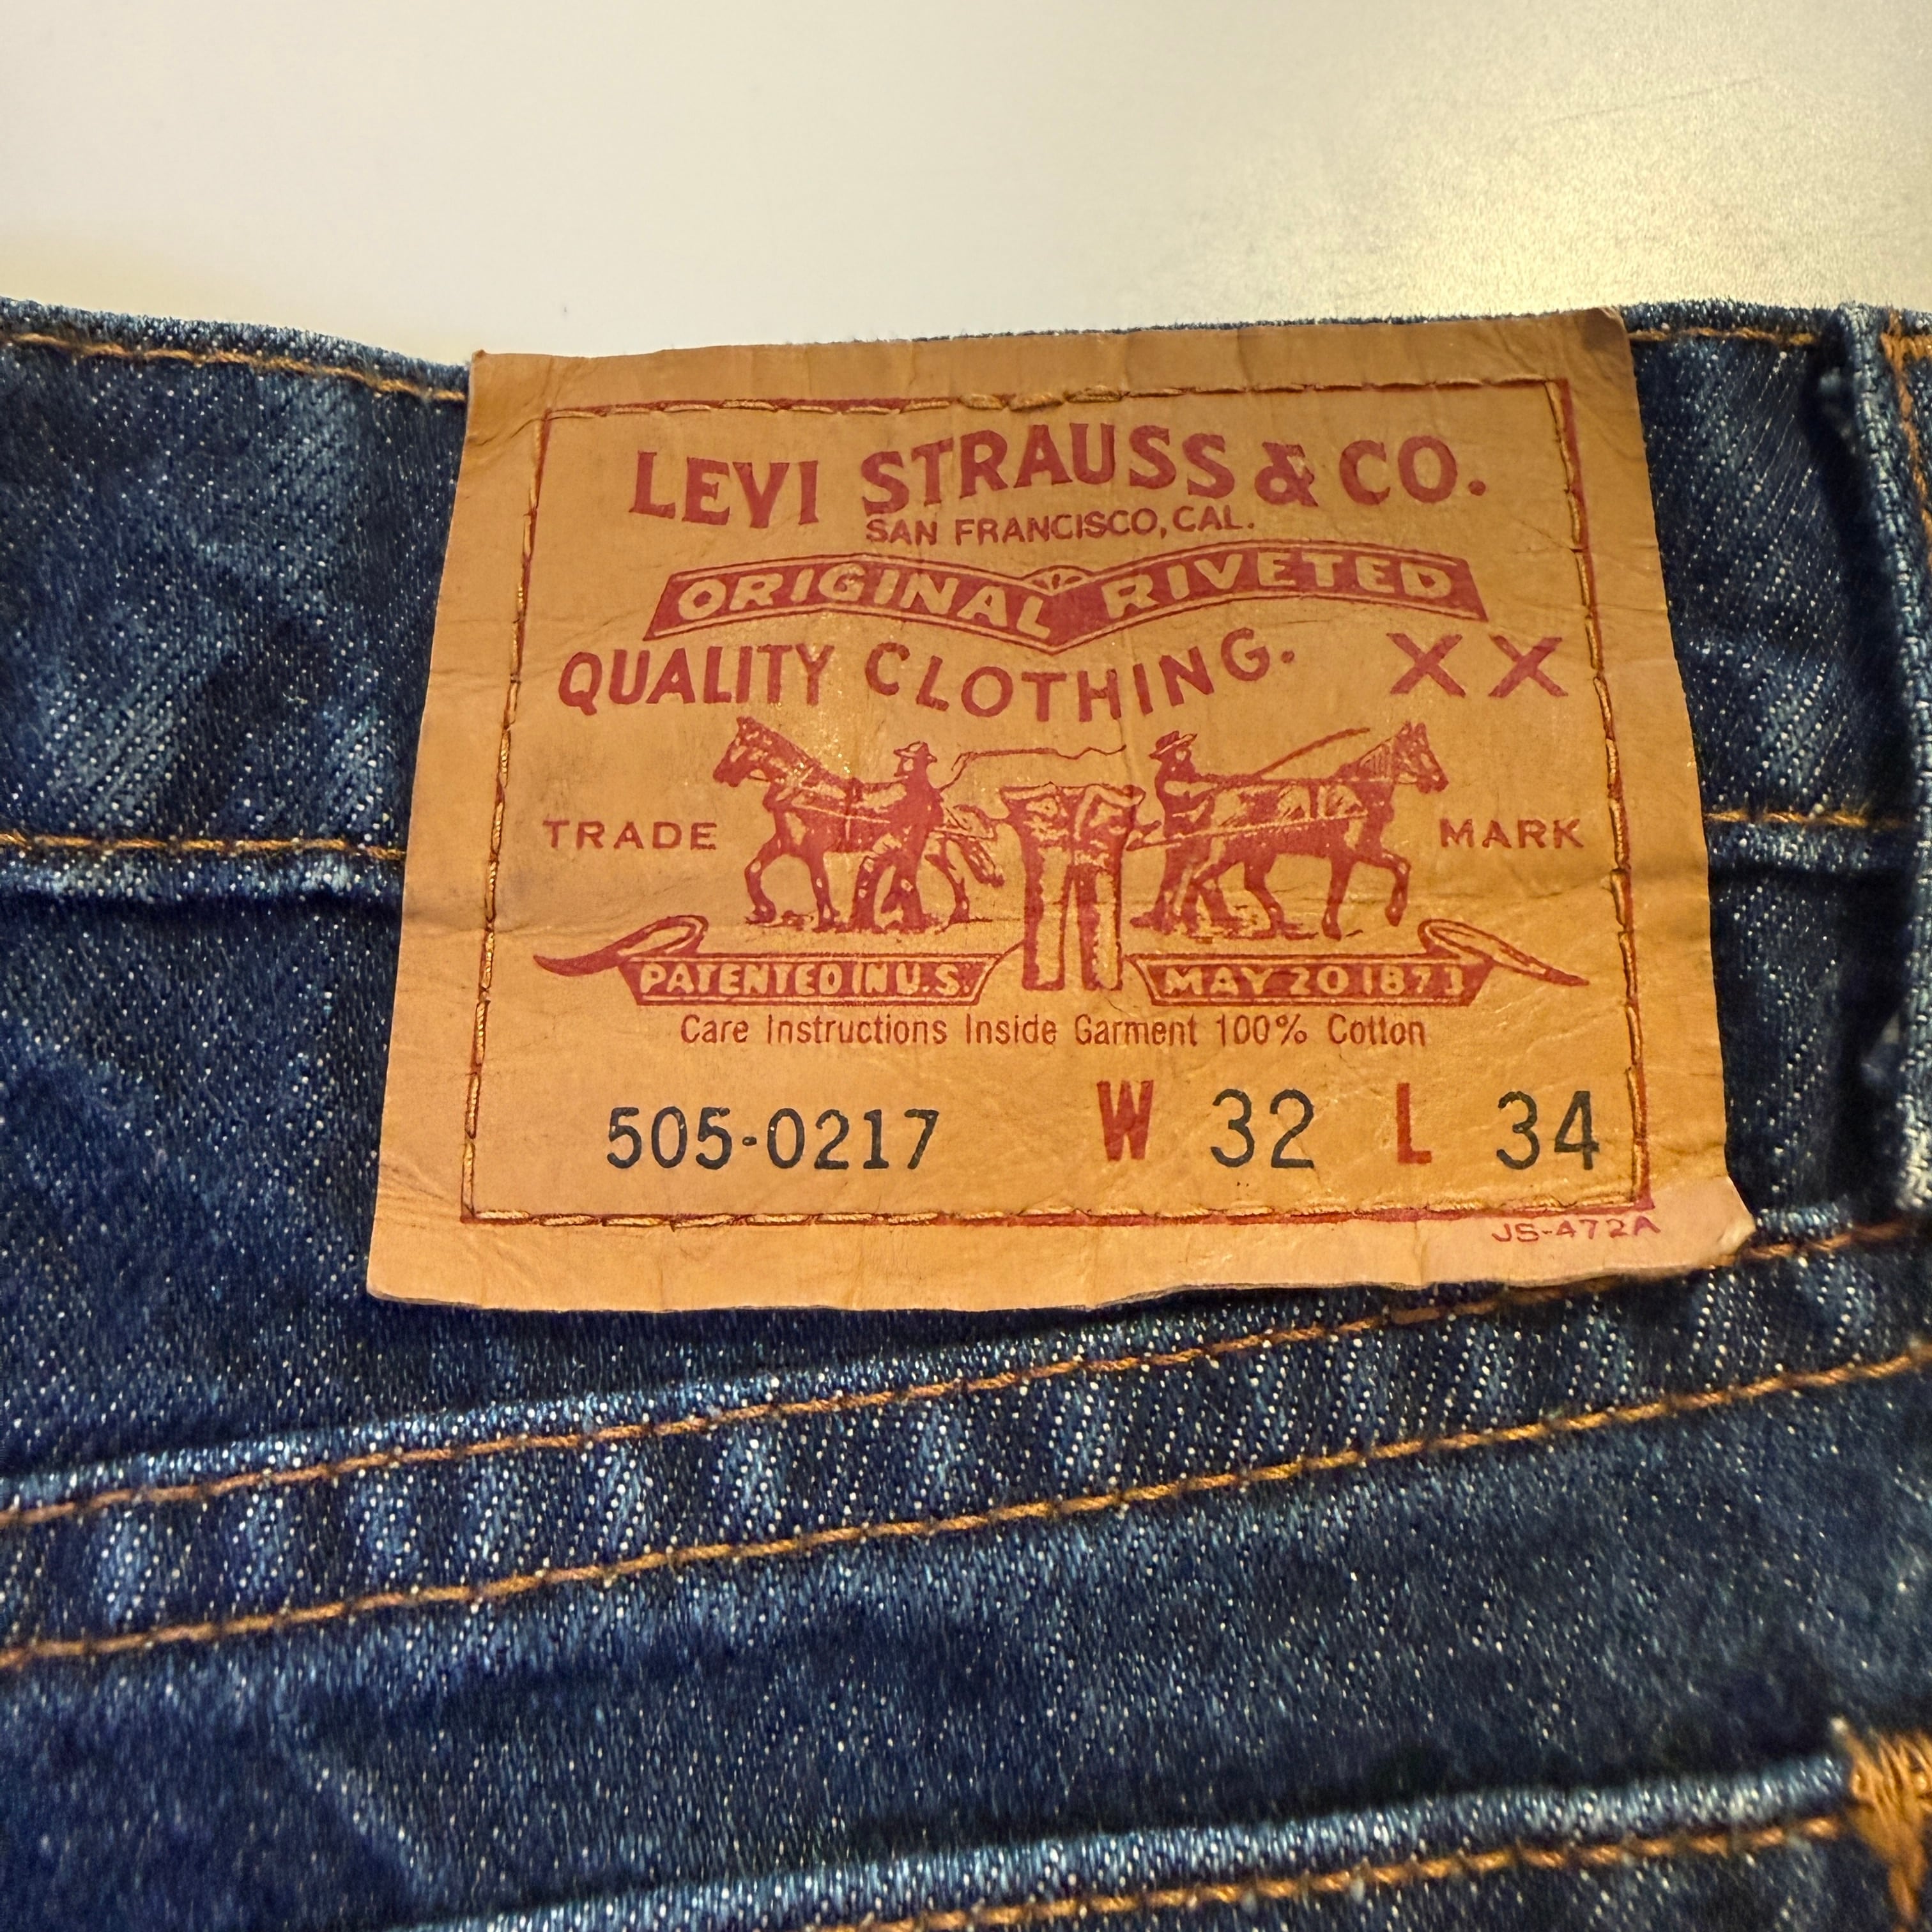 LEVI STRAUSS & CO.
SAN FRANCISCO, CAL.
ORIGINAL RIVETED
QUALITY CLOTHING. XX
TRADE MARK
PATENTED IN U.S. MAY 20 1873
Care Instructions Inside Garment 100% Cotton
505-0217 W 32 L 34
JS-472A